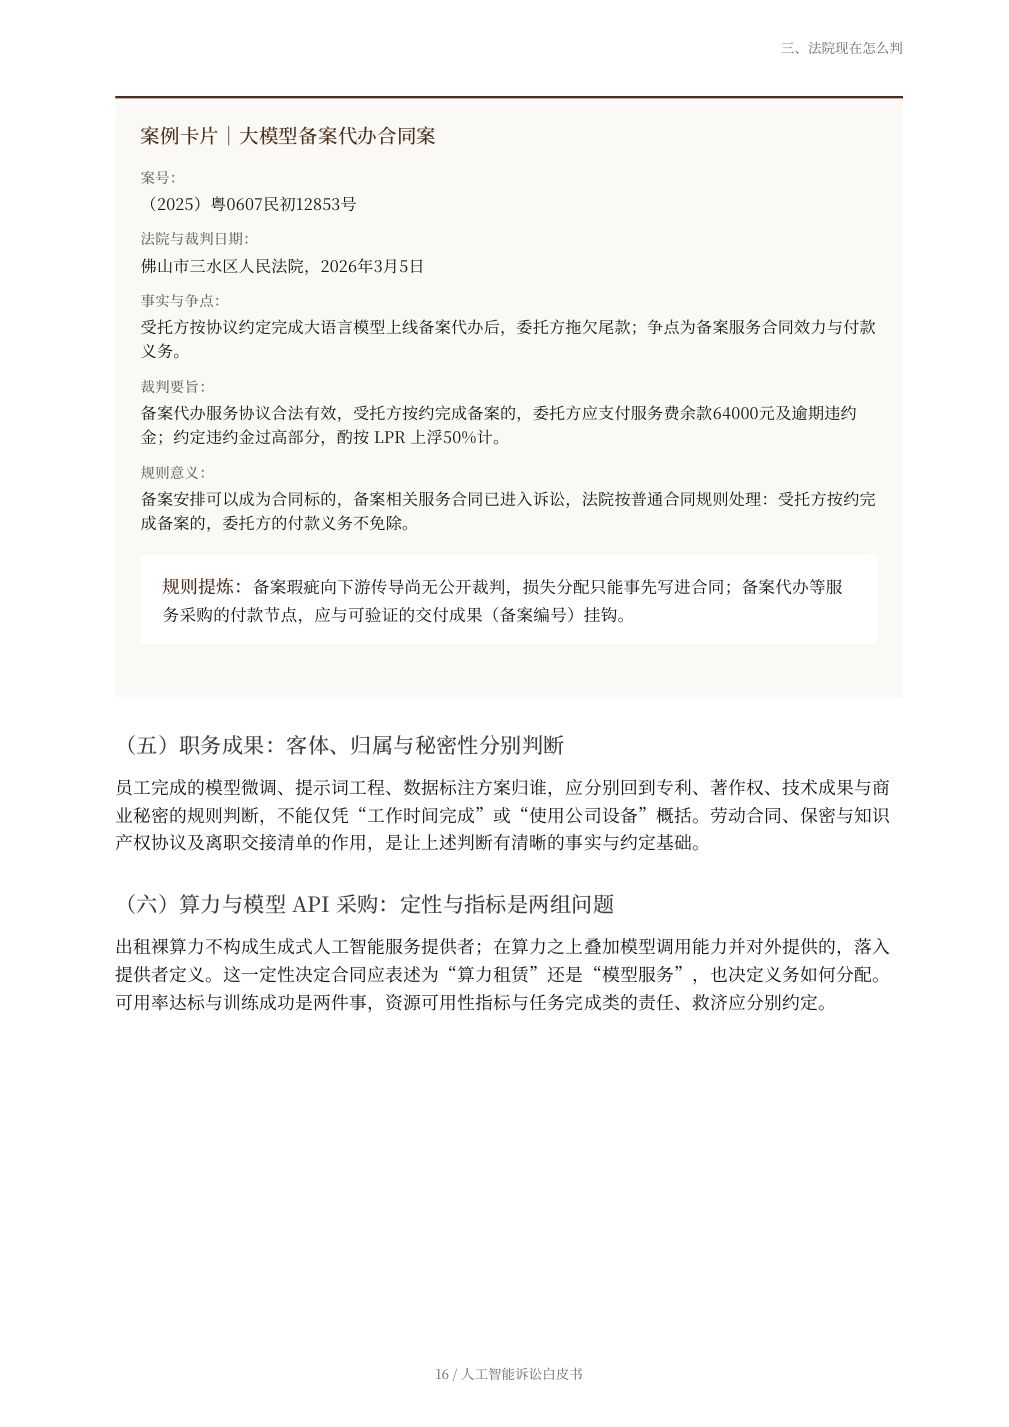 三、法院现在怎么判
案例卡片｜大模型备案代办合同案
案号：
（2025）粤0607民初12853号
法院与裁判日期：
佛山市三水区人民法院，2026年3月5日
事实与争点：
受托方按协议约定完成大语言模型上线备案代办后，委托方拖欠尾款；争点为备案服务合同效力与付款
义务。
裁判要旨：
备案代办服务协议合法有效，受托方按约完成备案的，委托方应支付服务费余款64000元及逾期违约
金；约定违约金过高部分，酌按 LPR 上浮50%计。
规则意义：
备案安排可以成为合同标的，备案相关服务合同已进入诉讼，法院按普通合同规则处理：受托方按约完
成备案的，委托方的付款义务不免除。
规则提炼：备案瑕疵向下游传导尚无公开裁判，损失分配只能事先写进合同；备案代办等服
务采购的付款节点，应与可验证的交付成果（备案编号）挂钩。
（五）职务成果：客体、归属与秘密性分别判断
员工完成的模型微调、提示词工程、数据标注方案归谁，应分别回到专利、著作权、技术成果与商
业秘密的规则判断，不能仅凭“工作时间完成”或“使用公司设备”概括。劳动合同、保密与知识
产权协议及离职交接清单的作用，是让上述判断有清晰的事实与约定基础。
（六）算力与模型 API 采购：定性与指标是两组问题
出租裸算力不构成生成式人工智能服务提供者；在算力之上叠加模型调用能力并对外提供的，落入
提供者定义。这一定性决定合同应表述为“算力租赁”还是“模型服务”，也决定义务如何分配。
可用率达标与训练成功是两件事，资源可用性指标与任务完成类的责任、救济应分别约定。
16 / 人工智能诉讼白皮书